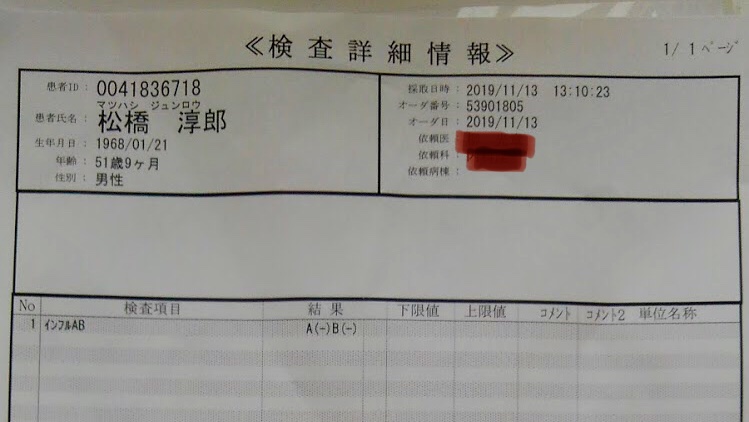 ≪検査詳細情報≫
1/ 1 ﾍﾟｰｼﾞ
患者ID : 0041836718
マツハシ ジュンロウ
患者氏名 : 松橋 淳郎
生年月日 : 1968/01/21
年齢 : 51歳9ヶ月
性別 : 男性
採取日時 : 2019/11/13 13:10:23
オーダ番号 : 53901805
オーダ日 : 2019/11/13
依頼医
依頼科 :
依頼病棟 :
No 検査項目 結果 下限値 上限値 ｺﾒﾝﾄ ｺﾒﾝﾄ2 単位名称
1 ｲﾝﾌﾙAB A(-)B(-)